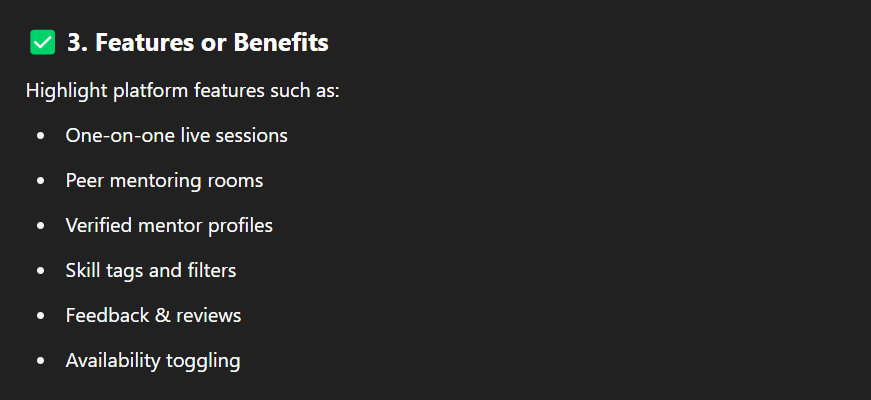 ✅ 3. Features or Benefits
Highlight platform features such as:
• One-on-one live sessions
• Peer mentoring rooms
• Verified mentor profiles
• Skill tags and filters
• Feedback & reviews
• Availability toggling